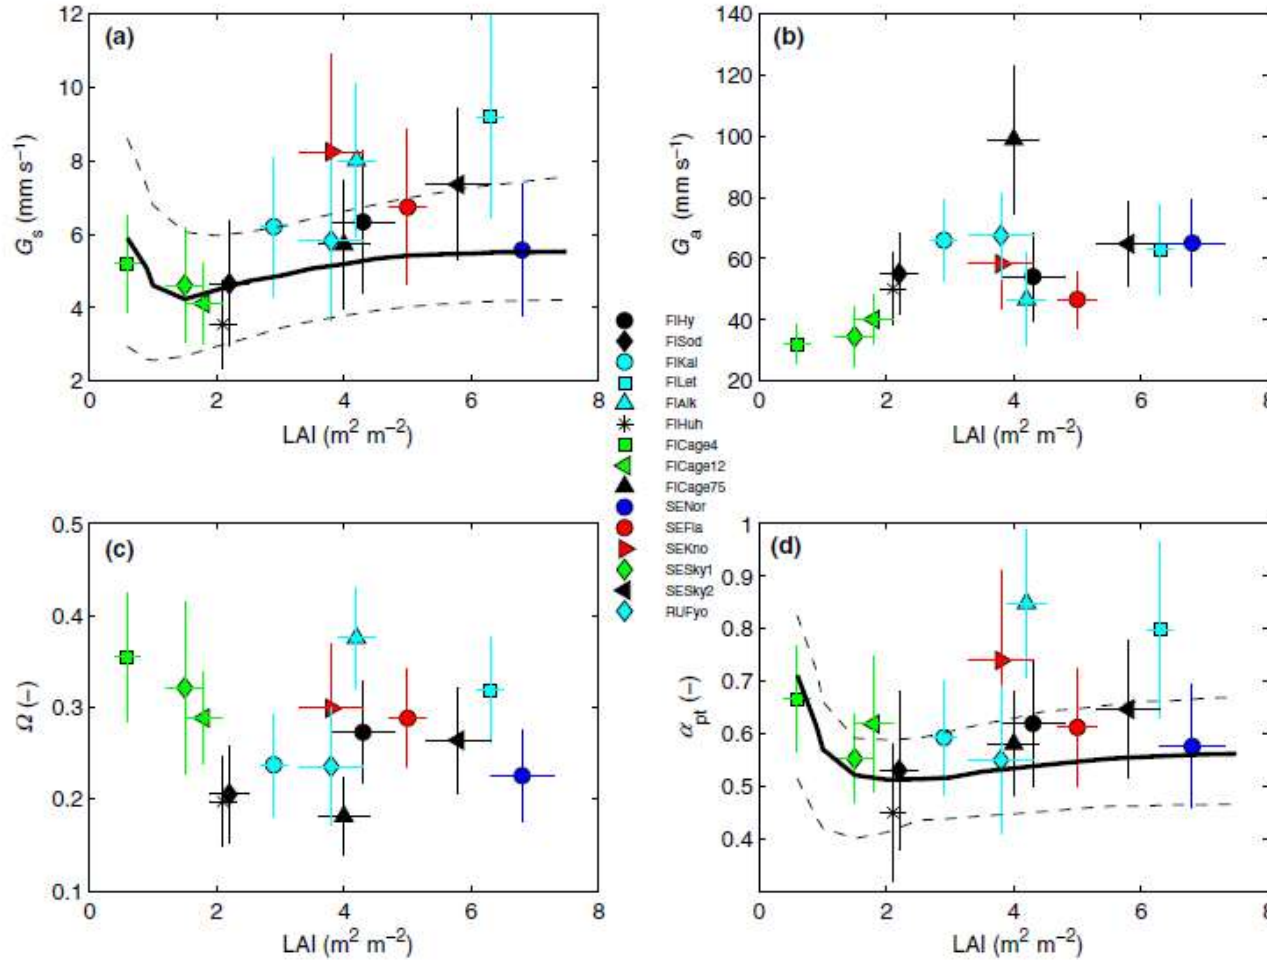 (a)
12
10
8
6
4
2
G_s (mm s⁻¹)
0 2 4 6 8
LAI (m² m⁻²)
(b)
140
120
100
80
60
40
20
G_a (mm s⁻¹)
0 2 4 6 8
LAI (m² m⁻²)
FIHy
FISod
FIKal
FILet
FIAlk
FIHuh
FICage4
FICage12
FICage75
SENor
SEFla
SEKno
SESky1
SESky2
RUFyo
(c)
0.5
0.4
0.3
0.2
0.1
Ω (–)
0 2 4 6 8
LAI (m² m⁻²)
(d)
1
0.9
0.8
0.7
0.6
0.5
0.4
α_pt (–)
0 2 4 6 8
LAI (m² m⁻²)